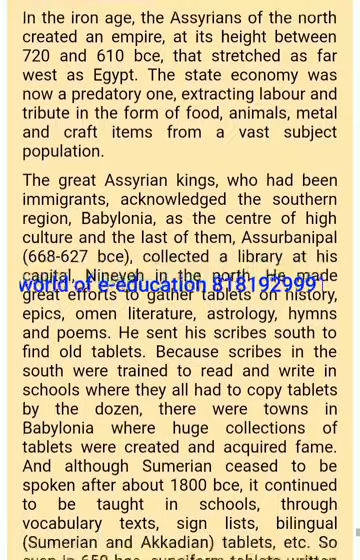 In the iron age, the Assyrians of the north
created an empire, at its height between
720 and 610 bce, that stretched as far
west as Egypt. The state economy was
now a predatory one, extracting labour and
tribute in the form of food, animals, metal
and craft items from a vast subject
population.
The great Assyrian kings, who had been
immigrants, acknowledged the southern
region, Babylonia, as the centre of high
culture and the last of them, Assurbanipal
(668-627 bce), collected a library at his
capital, Nineveh in the north. He made
world of e-education 818192999
great efforts to gather tablets on history,
epics, omen literature, astrology, hymns
and poems. He sent his scribes south to
find old tablets. Because scribes in the
south were trained to read and write in
schools where they all had to copy tablets
by the dozen, there were towns in
Babylonia where huge collections of
tablets were created and acquired fame.
And although Sumerian ceased to be
spoken after about 1800 bce, it continued
to be taught in schools, through
vocabulary texts, sign lists, bilingual
(Sumerian and Akkadian) tablets, etc. So
even in 650 bce, cuneiform tablets written